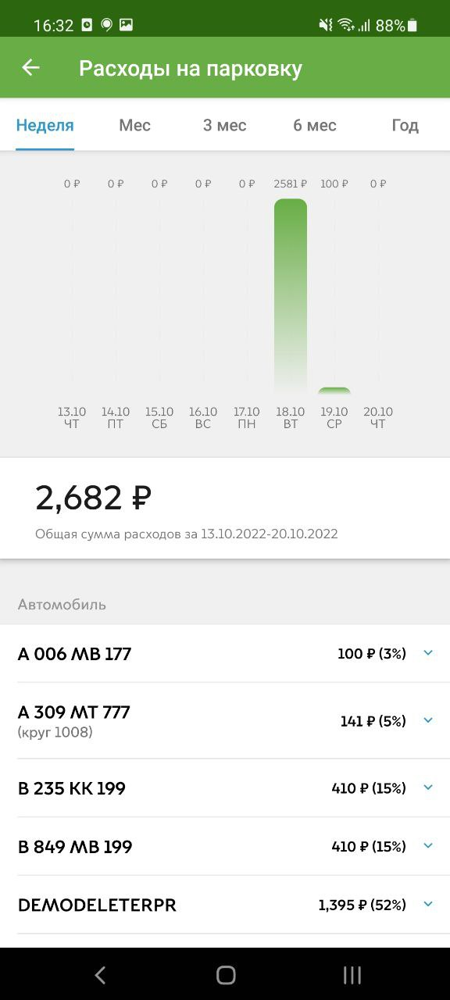 16:32 88%
Расходы на парковку
Неделя Мес 3 мес 6 мес Год
0 ₽ 0 ₽ 0 ₽ 0 ₽ 0 ₽ 2581 ₽ 100 ₽ 0 ₽
13.10 14.10 15.10 16.10 17.10 18.10 19.10 20.10
ЧТ ПТ СБ ВС ПН ВТ СР ЧТ
2,682 ₽
Общая сумма расходов за 13.10.2022-20.10.2022
Автомобиль
А 006 МВ 177 100 ₽ (3%)
А 309 МТ 777 141 ₽ (5%)
(круг 1008)
В 235 КК 199 410 ₽ (15%)
В 849 МВ 199 410 ₽ (15%)
DEMODELETERPR 1,395 ₽ (52%)